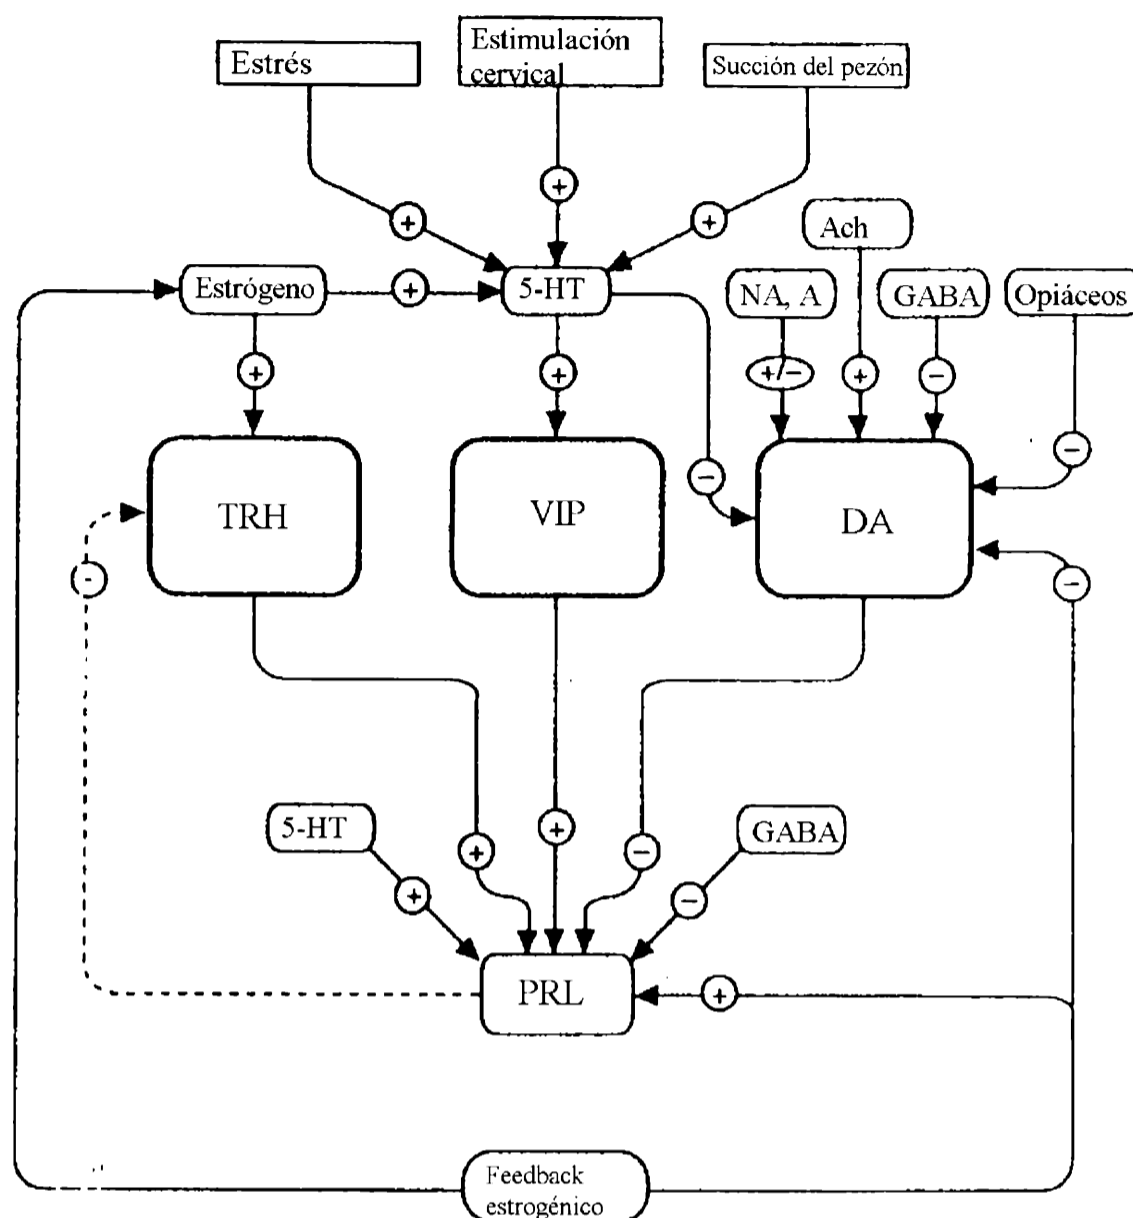 Estrés
Estimulación
cervical
Succión del pezón
+
+
+
Ach
Estrógeno
+
5-HT
NA, A
GABA
Opiáceos
+
+
+/−
+
−
−
TRH
VIP
−
DA
-
−
5-HT
+
+
+
−
GABA
−
PRL
+
Feedback
estrogénico